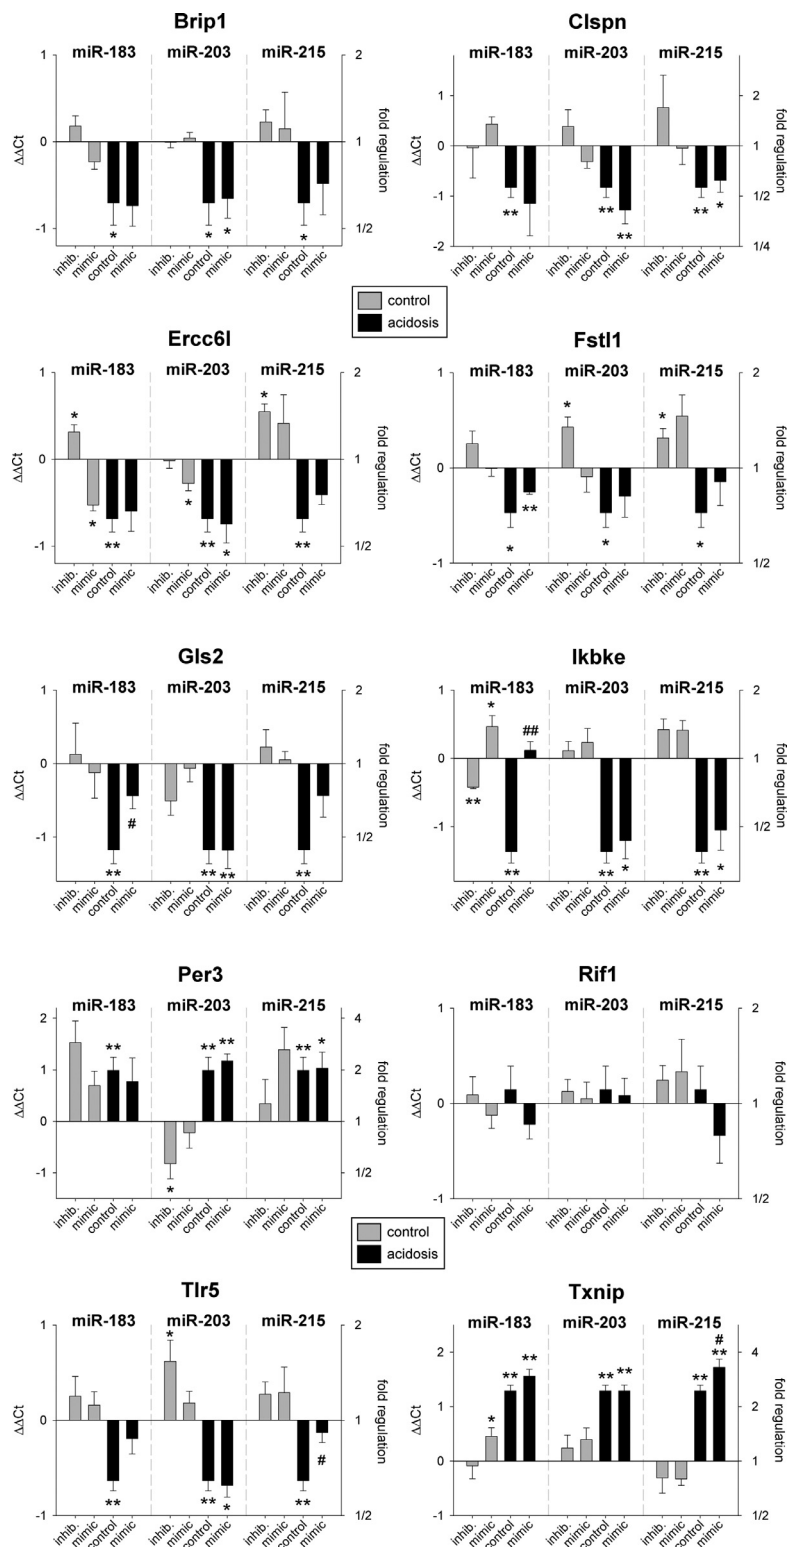 Brip1
miR-183 miR-203 miR-215
1 0 -1
ΔΔCt
2 1 1/2
fold regulation
* * * *
inhib. mimic control mimic inhib. mimic control mimic inhib. mimic control mimic
Clspn
miR-183 miR-203 miR-215
1 0 -1 -2
ΔΔCt
2 1 1/2 1/4
fold regulation
** ** ** ** *
inhib. mimic control mimic inhib. mimic control mimic inhib. mimic control mimic
control
acidosis
Ercc6l
miR-183 miR-203 miR-215
1 0 -1
ΔΔCt
2 1 1/2
fold regulation
* * ** * ** * * **
inhib. mimic control mimic inhib. mimic control mimic inhib. mimic control mimic
Fstl1
miR-183 miR-203 miR-215
1 0 -1
ΔΔCt
2 1 1/2
fold regulation
* ** * * * *
inhib. mimic control mimic inhib. mimic control mimic inhib. mimic control mimic
Gls2
miR-183 miR-203 miR-215
1 0 -1
ΔΔCt
2 1 1/2
fold regulation
** # ** ** **
inhib. mimic control mimic inhib. mimic control mimic inhib. mimic control mimic
Ikbke
miR-183 miR-203 miR-215
1 0 -1
ΔΔCt
2 1 1/2
fold regulation
** * ** ## ** * ** *
inhib. mimic control mimic inhib. mimic control mimic inhib. mimic control mimic
Per3
miR-183 miR-203 miR-215
2 1 0 -1
ΔΔCt
4 2 1 1/2
fold regulation
** * ** ** ** *
inhib. mimic control mimic inhib. mimic control mimic inhib. mimic control mimic
Rif1
miR-183 miR-203 miR-215
1 0 -1
ΔΔCt
2 1 1/2
fold regulation
inhib. mimic control mimic inhib. mimic control mimic inhib. mimic control mimic
control
acidosis
Tlr5
miR-183 miR-203 miR-215
1 0 -1
ΔΔCt
2 1 1/2
fold regulation
** * ** * ** #
inhib. mimic control mimic inhib. mimic control mimic inhib. mimic control mimic
Txnip
miR-183 miR-203 miR-215
2 1 0 -1
ΔΔCt
4 2 1 1/2
fold regulation
* ** ** ** ** ** # **
inhib. mimic control mimic inhib. mimic control mimic inhib. mimic control mimic